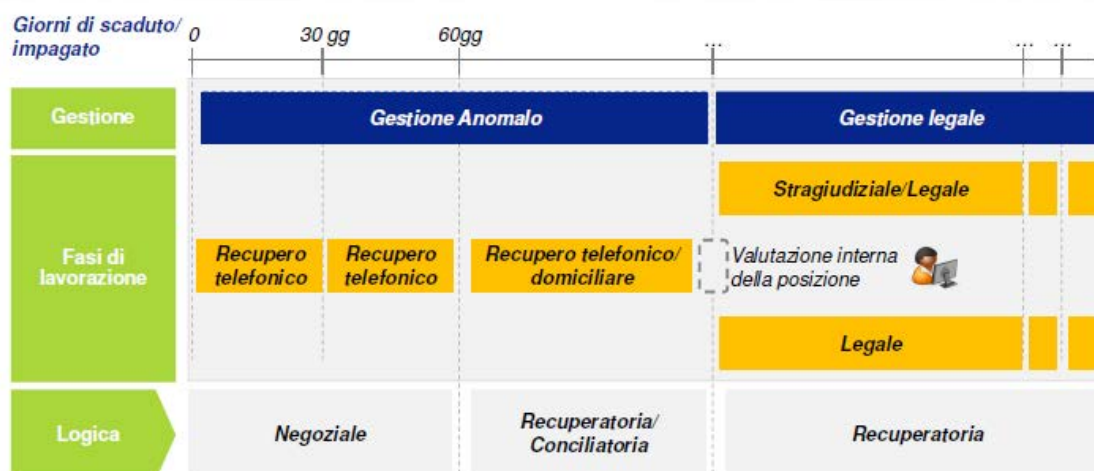 Giorni di scaduto/
impagato
0
30 gg
60gg
...
...
...
Gestione
Gestione Anomalo
Gestione legale
Fasi di
lavorazione
Stragiudiziale/Legale
Recupero
telefonico
Recupero
telefonico
Recupero telefonico/
domiciliare
Valutazione interna
della posizione
Legale
Logica
Negoziale
Recuperatoria/
Conciliatoria
Recuperatoria